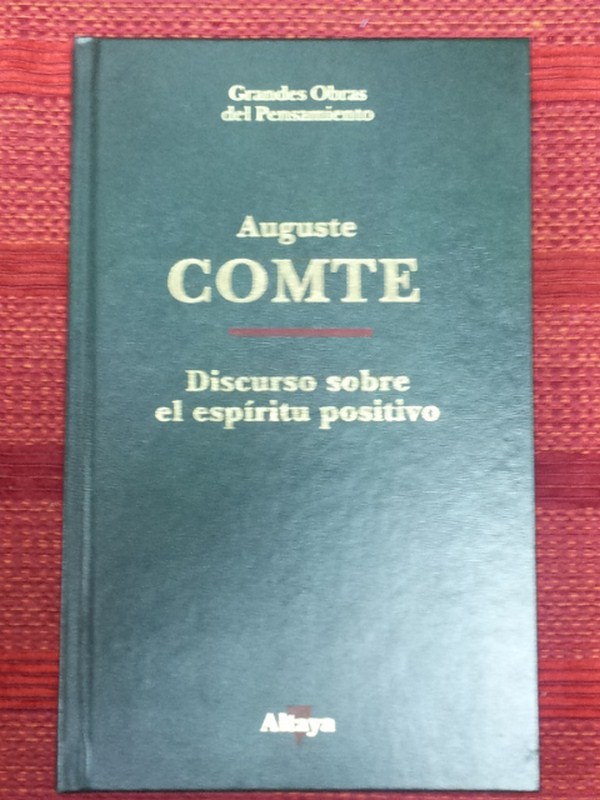 Grandes Obras
del Pensamiento
Auguste
COMTE
Discurso sobre
el espíritu positivo
Altaya